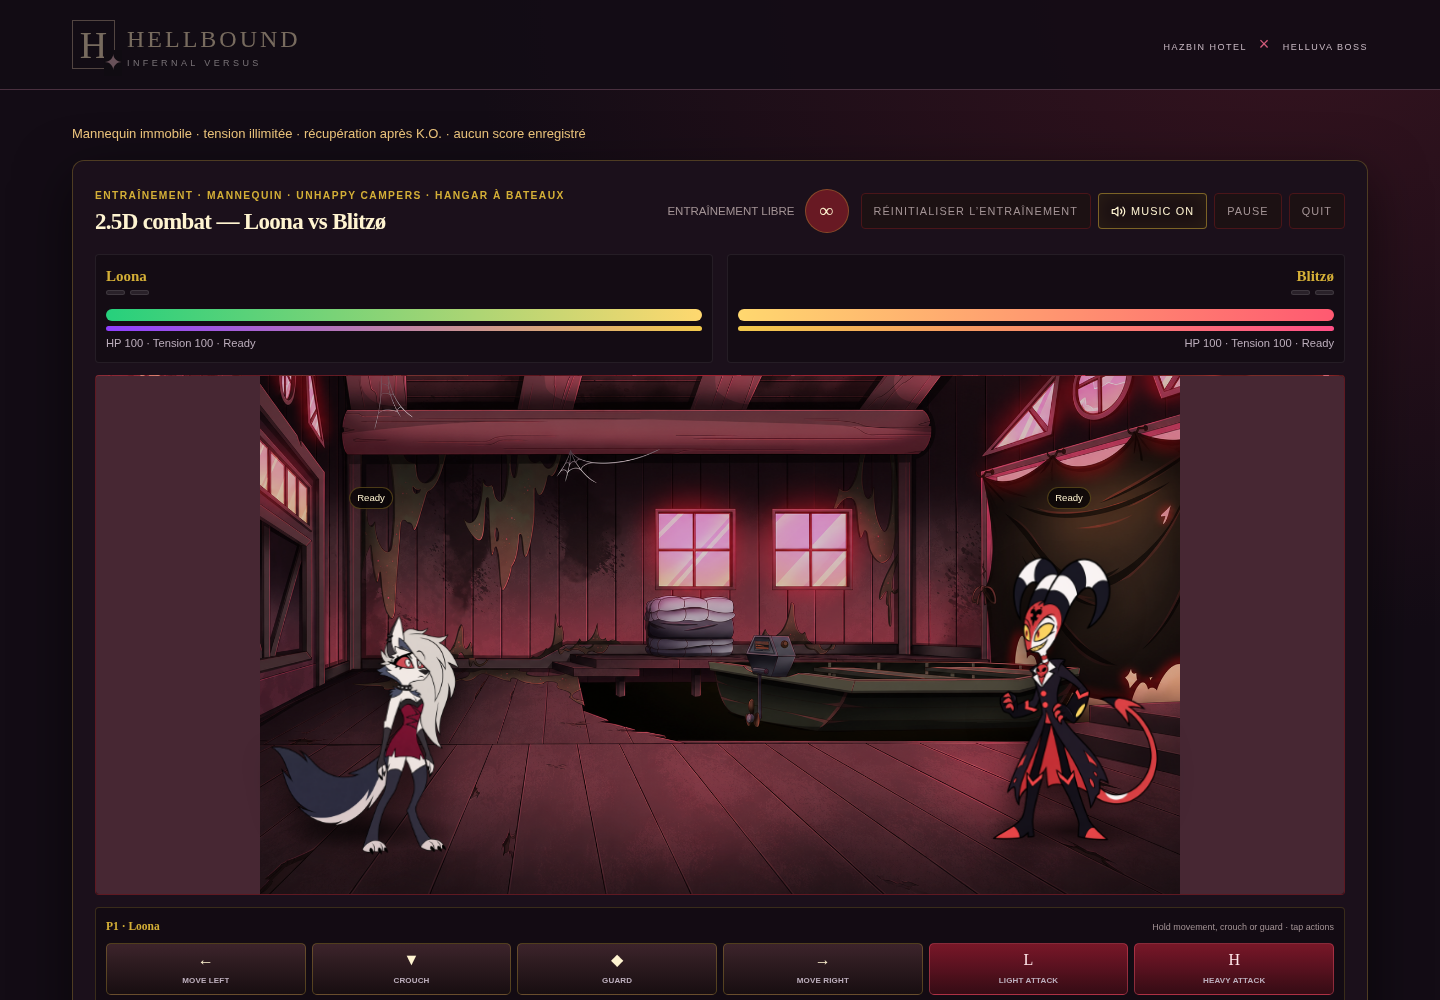 H HELLBOUND
INFERNAL VERSUS
HAZBIN HOTEL × HELLUVA BOSS
Mannequin immobile · tension illimitée · récupération après K.O. · aucun score enregistré
ENTRAÎNEMENT · MANNEQUIN · UNHAPPY CAMPERS · HANGAR À BATEAUX
2.5D combat — Loona vs Blitzø
ENTRAÎNEMENT LIBRE ∞ RÉINITIALISER L'ENTRAÎNEMENT MUSIC ON PAUSE QUIT
Loona
HP 100 · Tension 100 · Ready
Blitzø
HP 100 · Tension 100 · Ready
Ready
Ready
P1 · Loona
Hold movement, crouch or guard · tap actions
← MOVE LEFT
▼ CROUCH
◆ GUARD
→ MOVE RIGHT
L LIGHT ATTACK
H HEAVY ATTACK